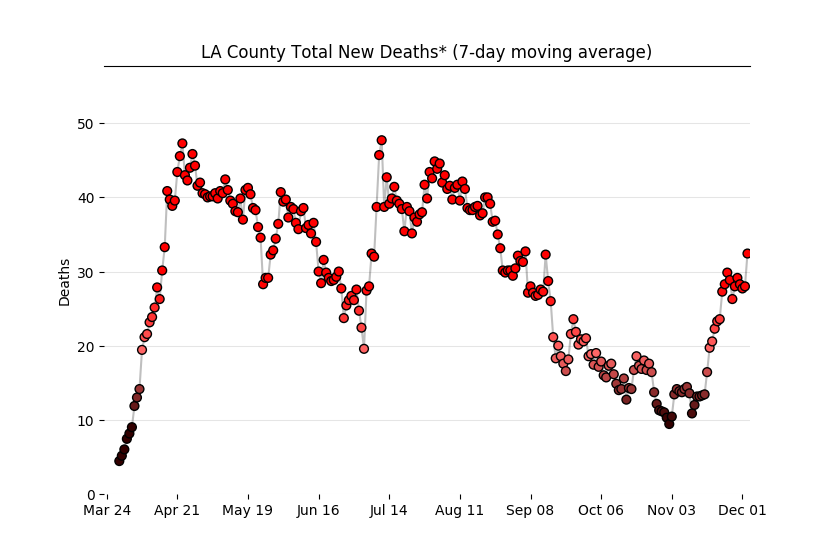 LA County Total New Deaths* (7-day moving average)
50
40
30
20
10
0
Deaths
Mar 24 Apr 21 May 19 Jun 16 Jul 14 Aug 11 Sep 08 Oct 06 Nov 03 Dec 01